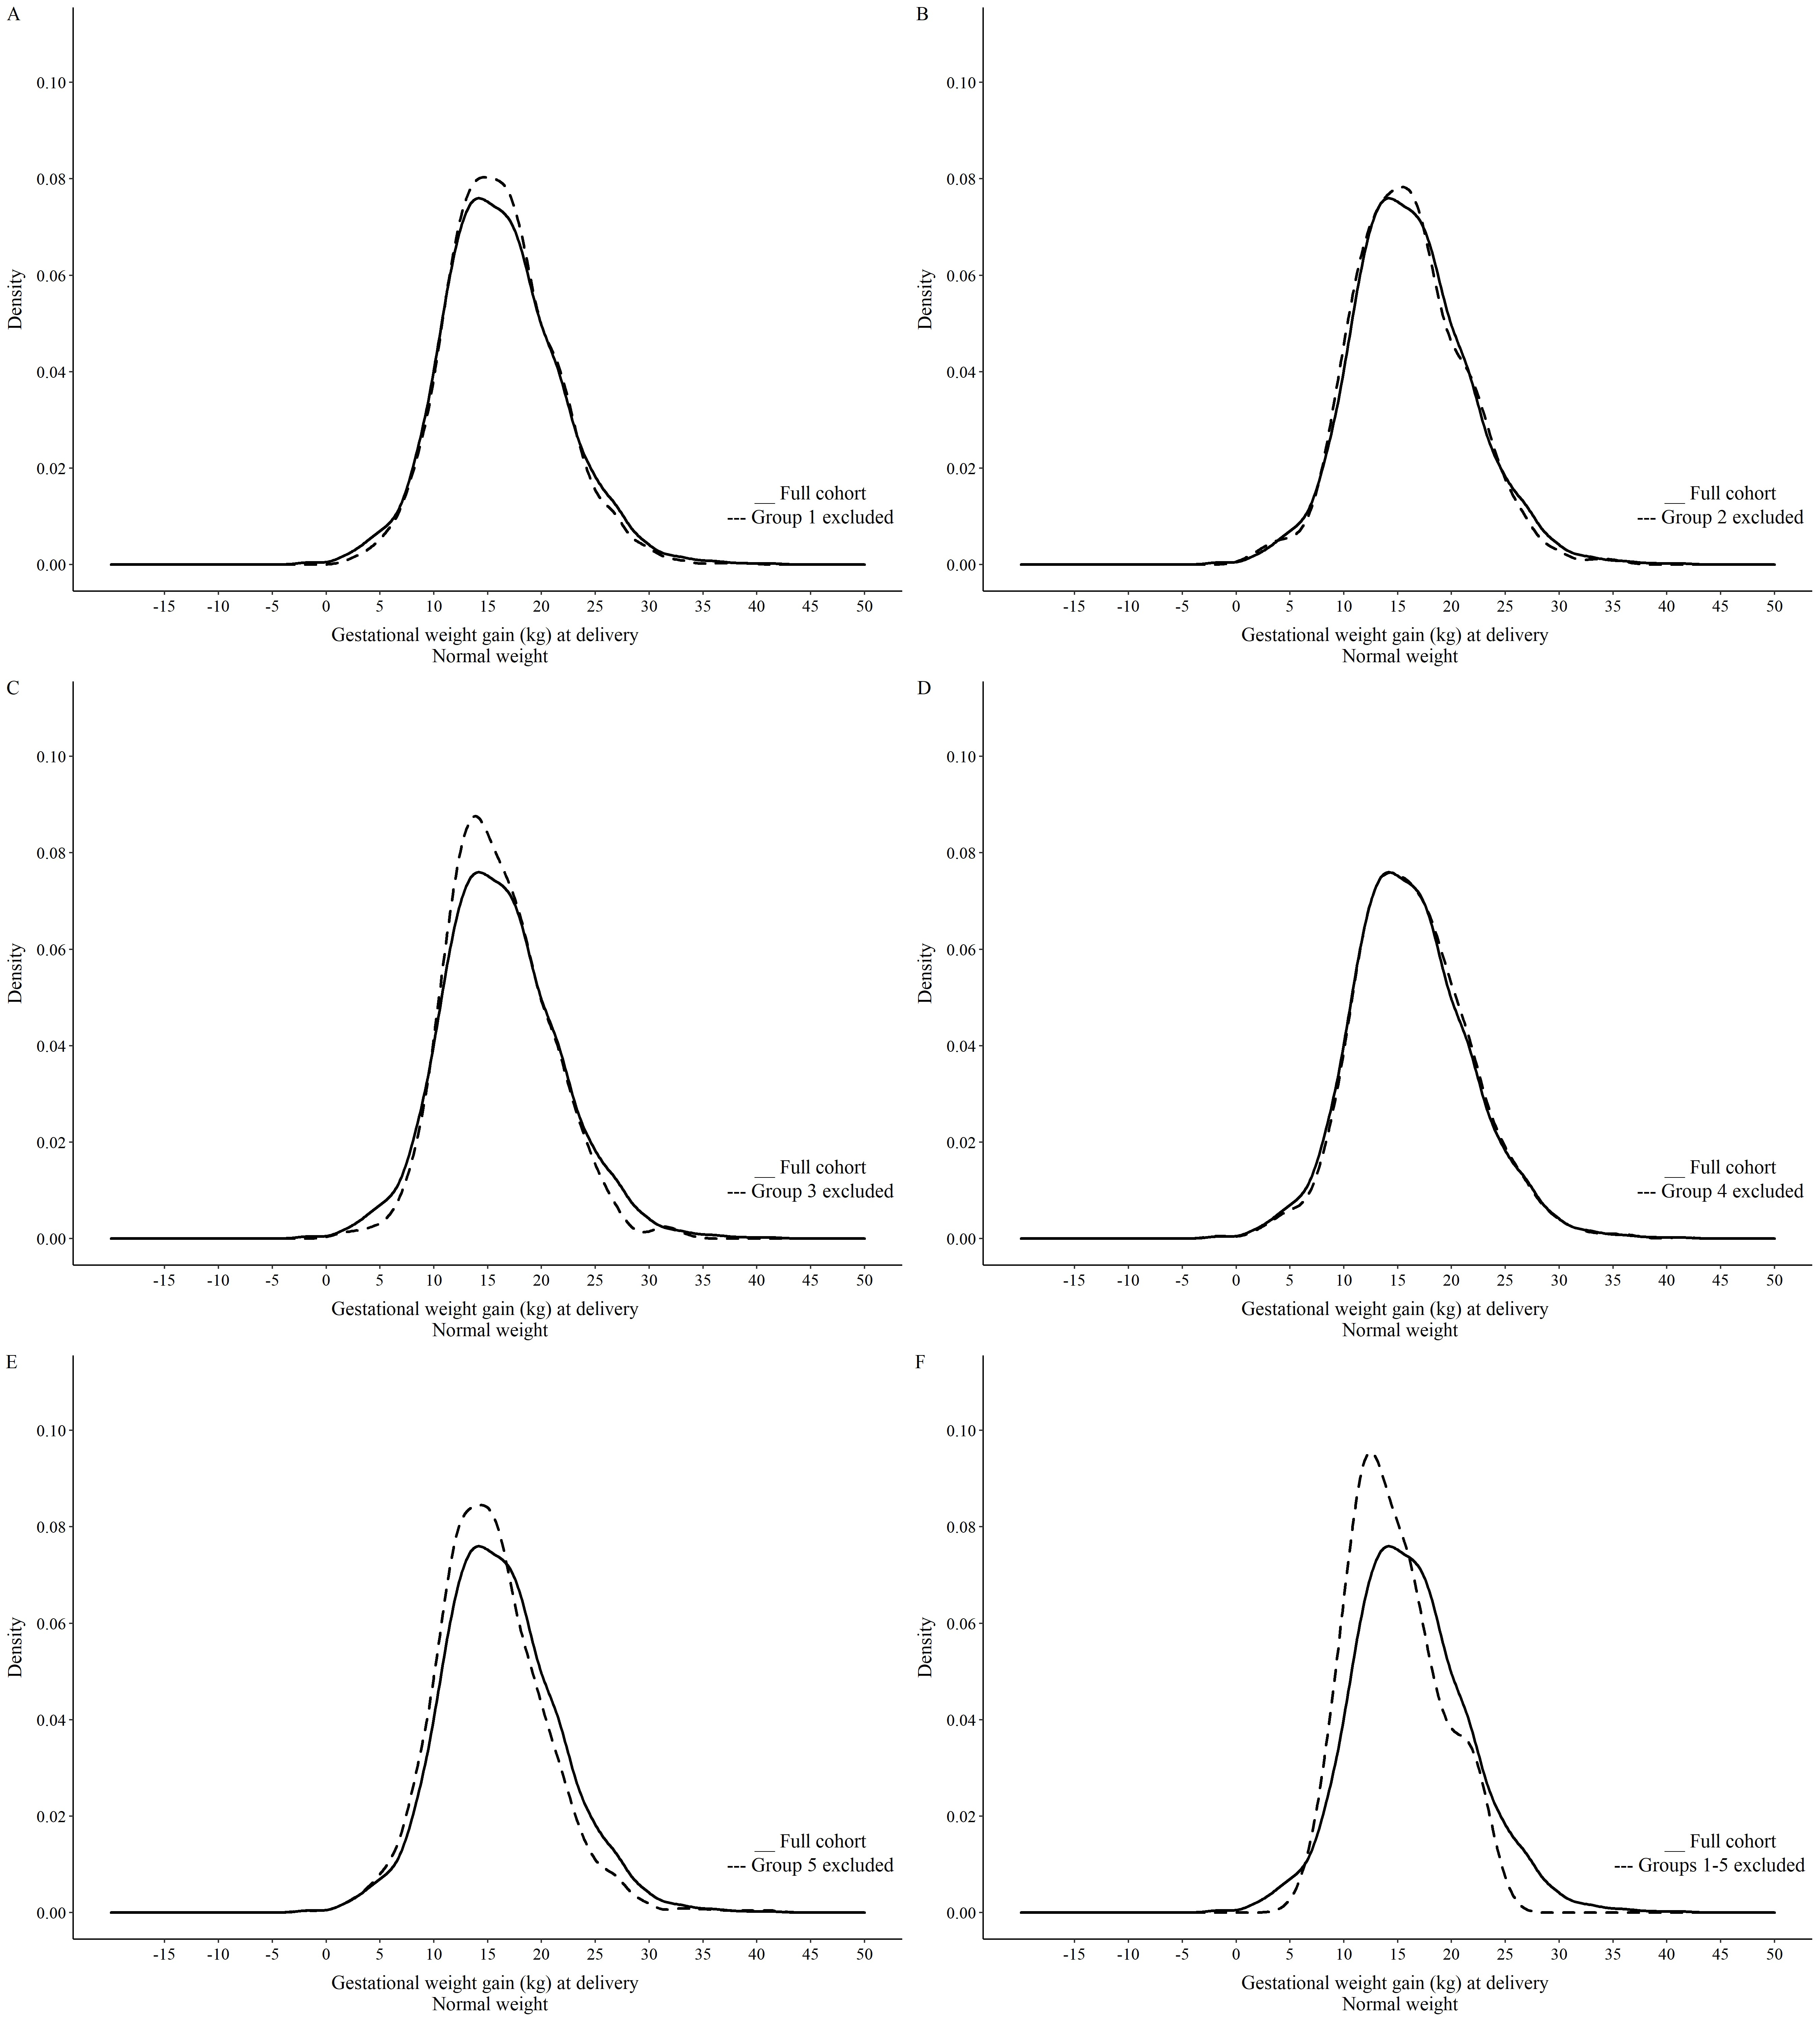 A
0.10
0.08
0.06
0.04
0.02
0.00
Density
__ Full cohort
--- Group 1 excluded
-15 -10 -5 0 5 10 15 20 25 30 35 40 45 50
Gestational weight gain (kg) at delivery
Normal weight
B
0.10
0.08
0.06
0.04
0.02
0.00
Density
__ Full cohort
--- Group 2 excluded
-15 -10 -5 0 5 10 15 20 25 30 35 40 45 50
Gestational weight gain (kg) at delivery
Normal weight
C
0.10
0.08
0.06
0.04
0.02
0.00
Density
__ Full cohort
--- Group 3 excluded
-15 -10 -5 0 5 10 15 20 25 30 35 40 45 50
Gestational weight gain (kg) at delivery
Normal weight
D
0.10
0.08
0.06
0.04
0.02
0.00
Density
__ Full cohort
--- Group 4 excluded
-15 -10 -5 0 5 10 15 20 25 30 35 40 45 50
Gestational weight gain (kg) at delivery
Normal weight
E
0.10
0.08
0.06
0.04
0.02
0.00
Density
__ Full cohort
--- Group 5 excluded
-15 -10 -5 0 5 10 15 20 25 30 35 40 45 50
Gestational weight gain (kg) at delivery
Normal weight
F
0.10
0.08
0.06
0.04
0.02
0.00
Density
__ Full cohort
--- Groups 1-5 excluded
-15 -10 -5 0 5 10 15 20 25 30 35 40 45 50
Gestational weight gain (kg) at delivery
Normal weight